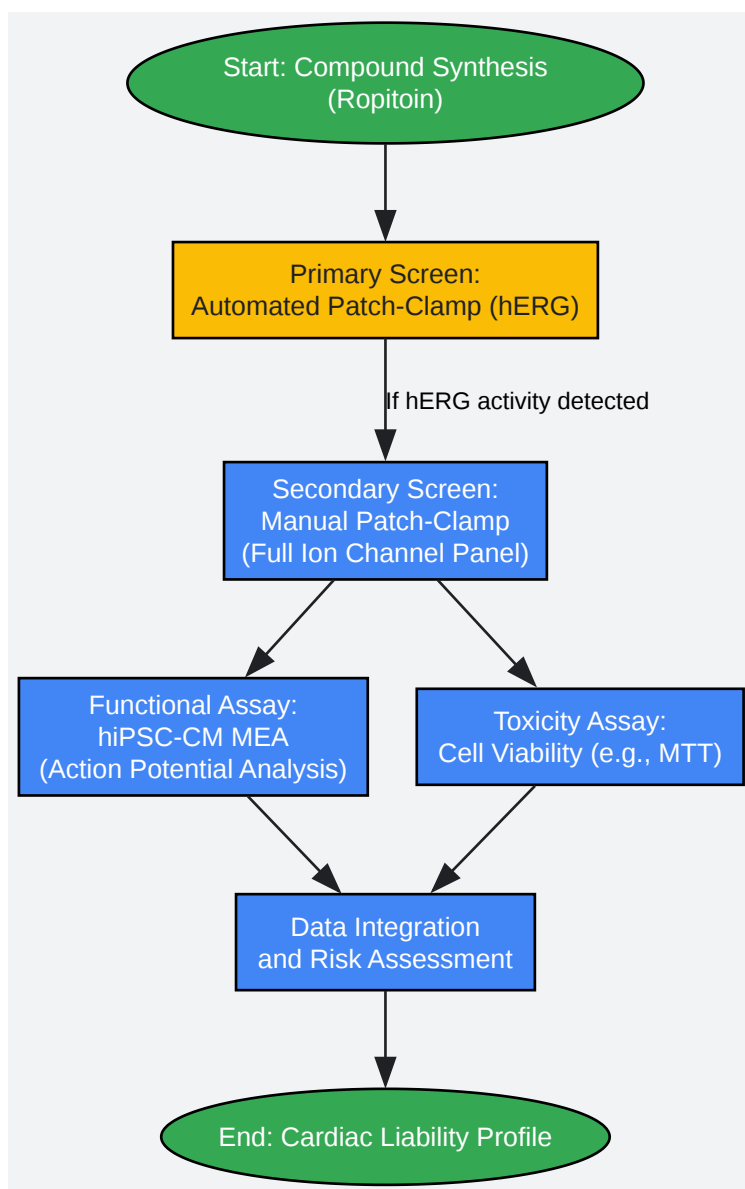 Start: Compound Synthesis
(Ropitoin)
Primary Screen:
Automated Patch-Clamp (hERG)
If hERG activity detected
Secondary Screen:
Manual Patch-Clamp
(Full Ion Channel Panel)
Functional Assay:
hiPSC-CM MEA
(Action Potential Analysis)
Toxicity Assay:
Cell Viability (e.g., MTT)
Data Integration
and Risk Assessment
End: Cardiac Liability Profile